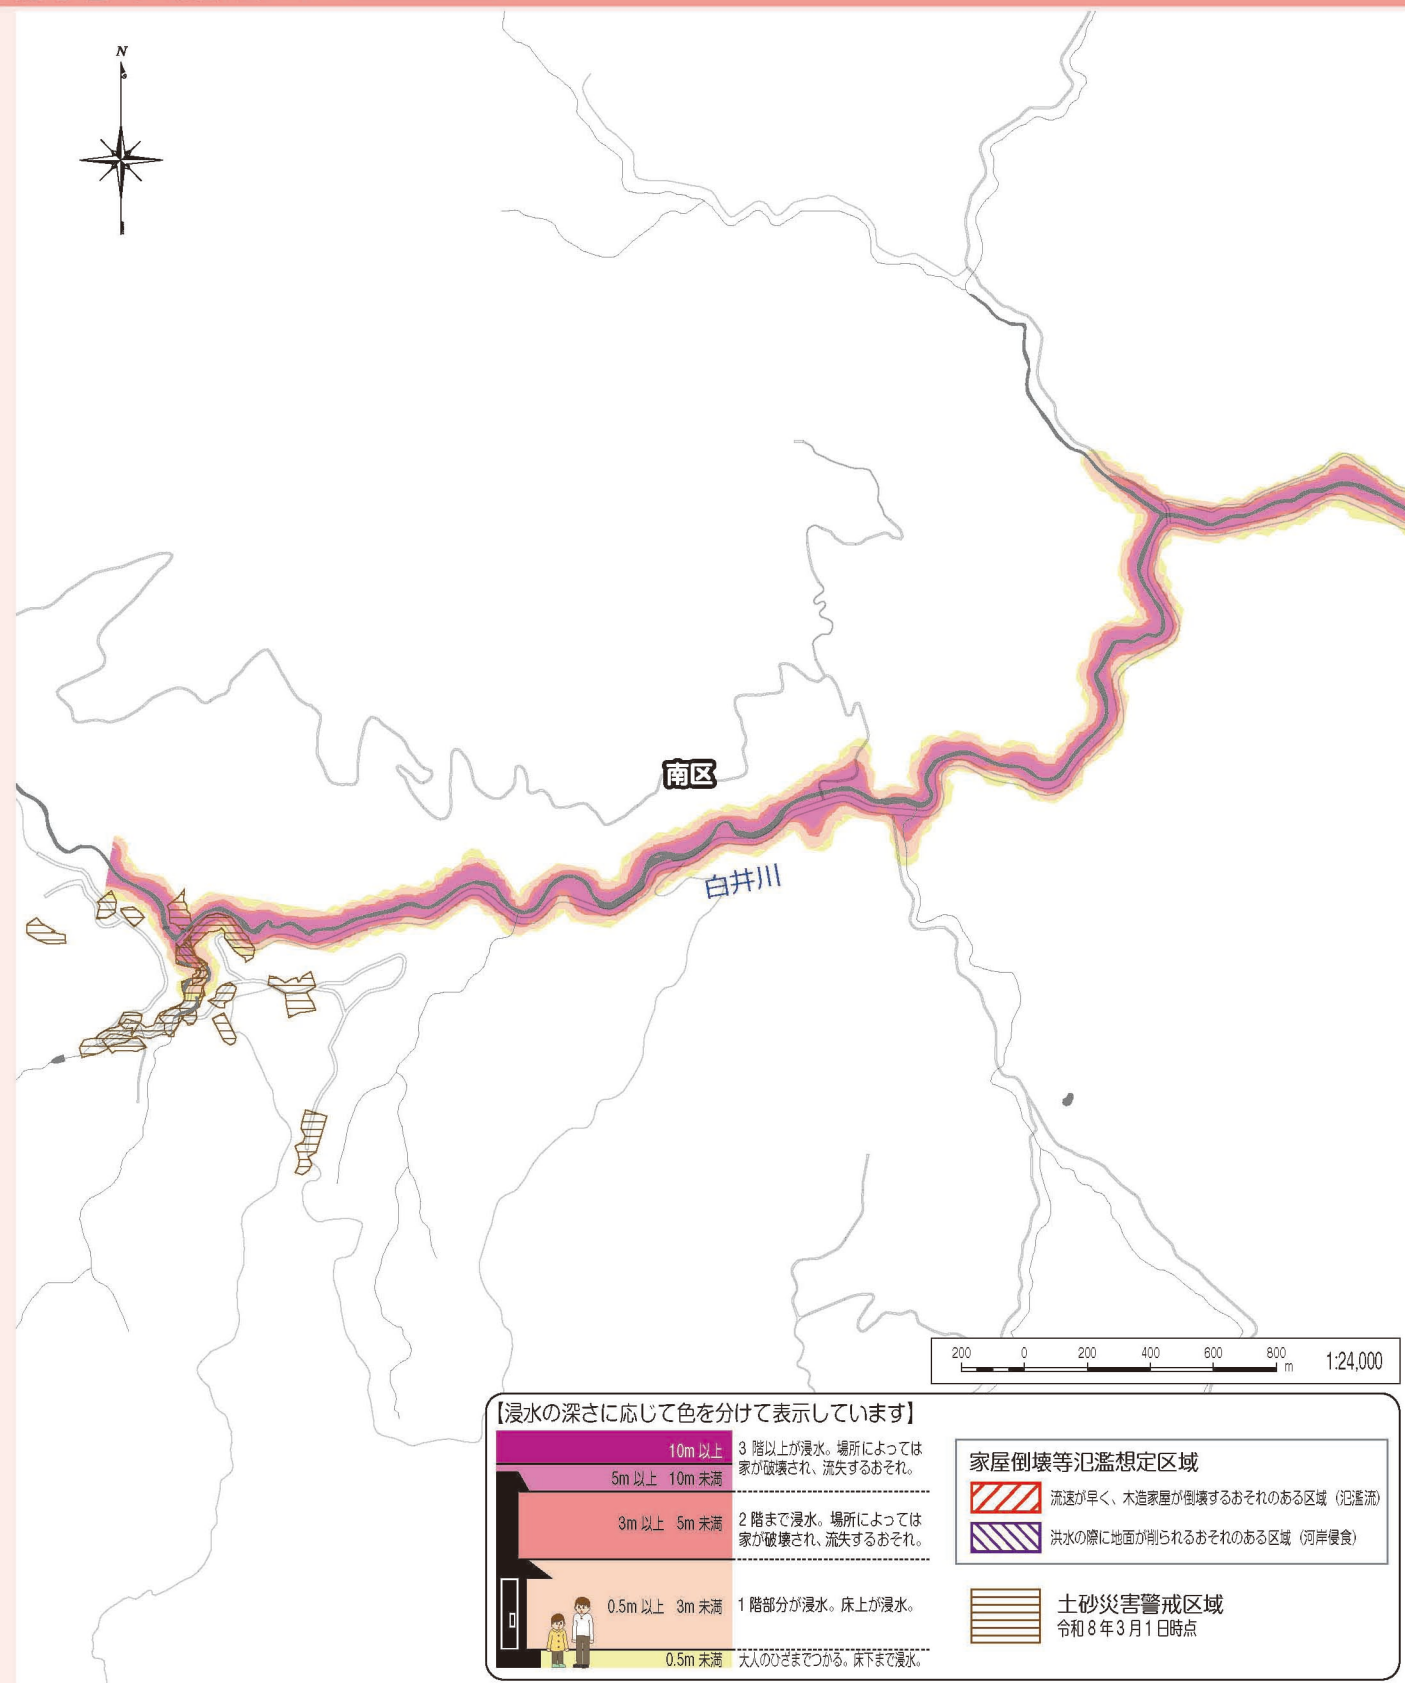 N
南区
白井川
200 0 200 400 600 800 m 1:24,000
【浸水の深さに応じて色を分けて表示しています】
10m 以上
5m 以上 10m 未満
3 階以上が浸水。場所によっては
家が破壊され、流失するおそれ。
3m 以上 5m 未満
2 階まで浸水。場所によっては
家が破壊され、流失するおそれ。
0.5m 以上 3m 未満
1 階部分が浸水。床上が浸水。
0.5m 未満
大人のひざまでつかる。床下まで浸水。
家屋倒壊等氾濫想定区域
流速が早く、木造家屋が倒壊するおそれのある区域（氾濫流）
洪水の際に地面が削られるおそれのある区域（河岸侵食）
土砂災害警戒区域
令和８年３月１日時点